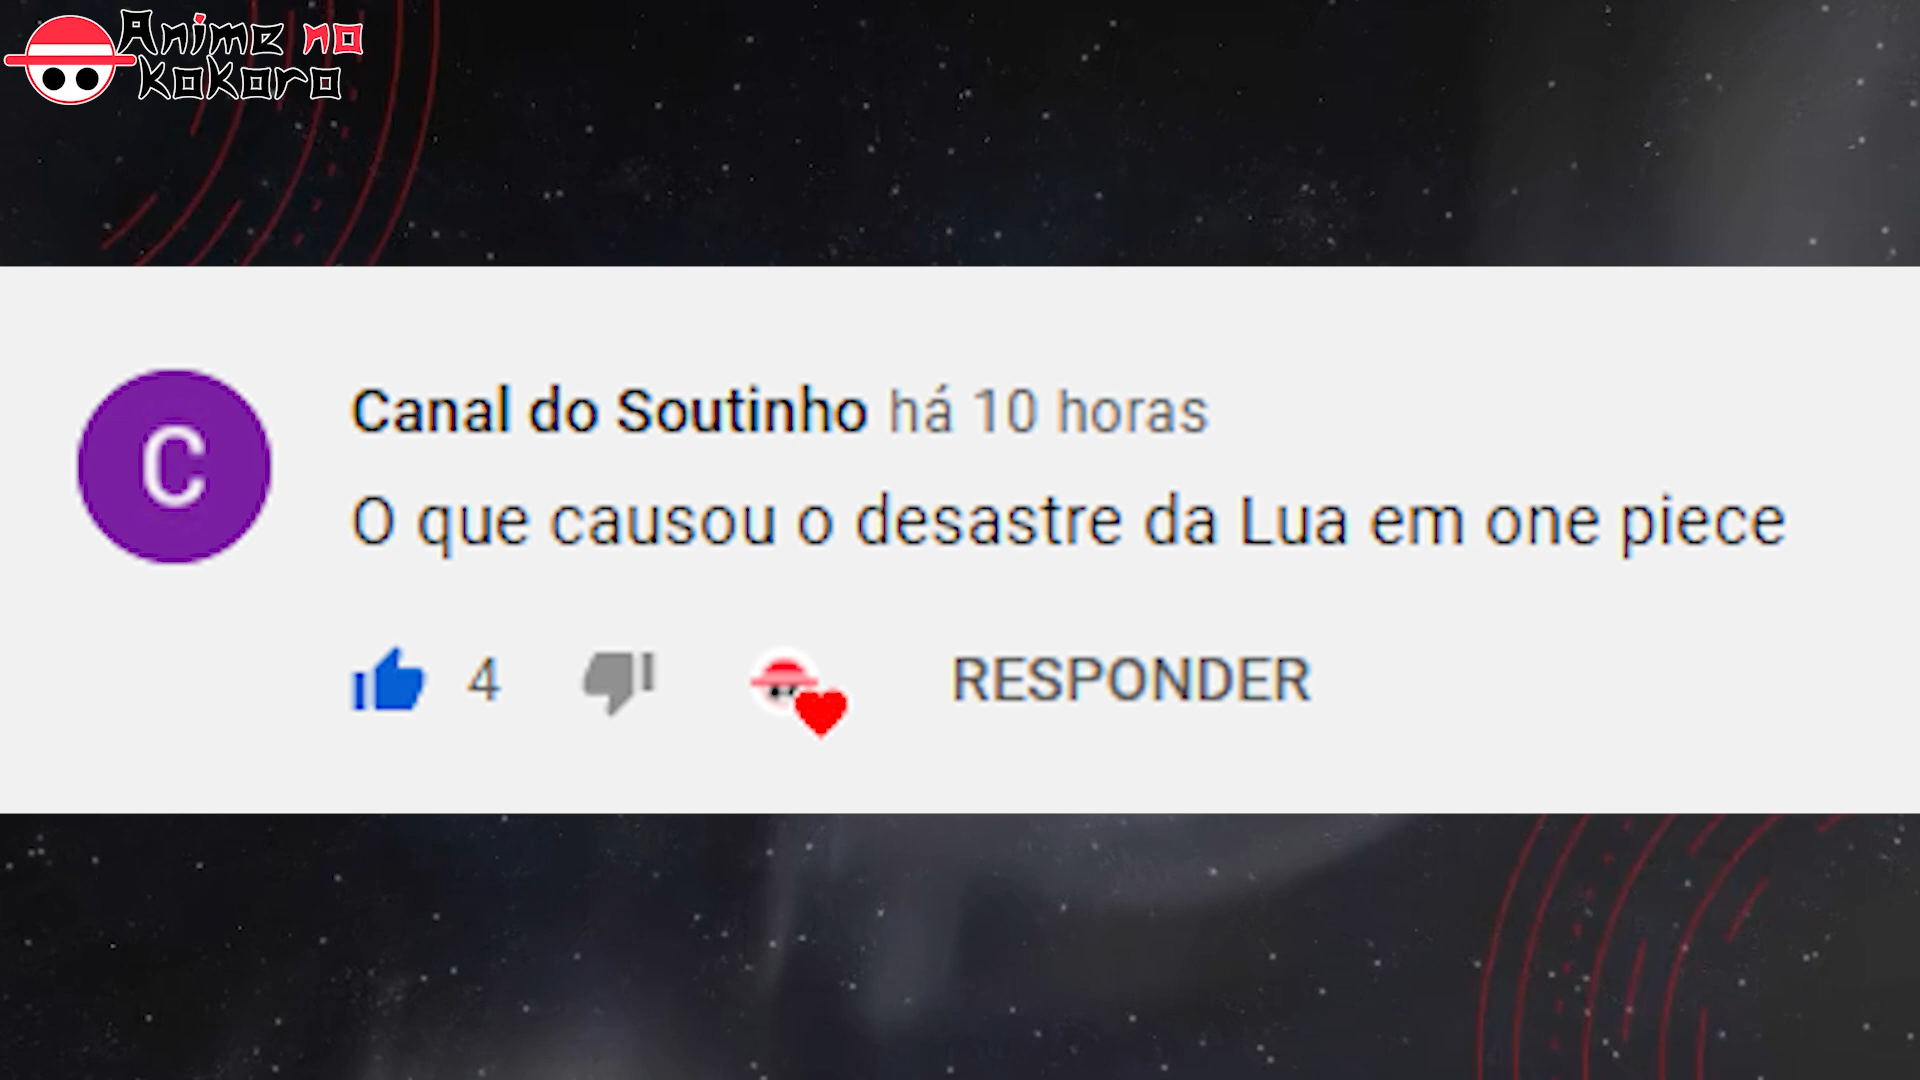 Anime no
Kokoro
C
Canal do Soutinho há 10 horas
O que causou o desastre da Lua em one piece
4
RESPONDER